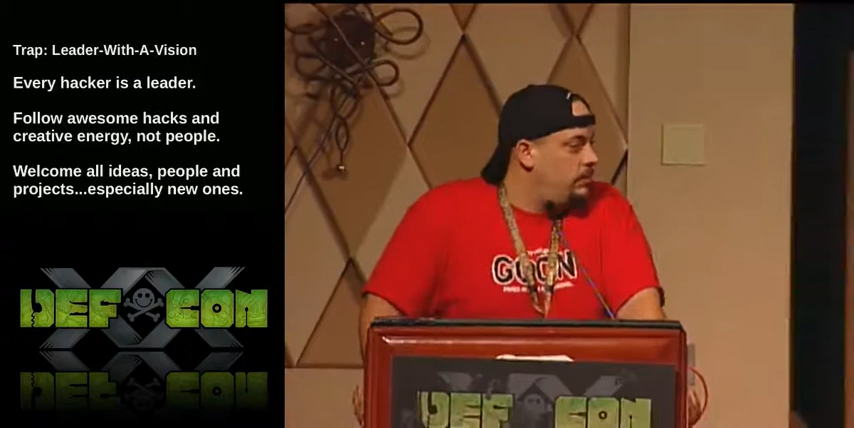 Trap: Leader-With-A-Vision
Every hacker is a leader.
Follow awesome hacks and
creative energy, not people.
Welcome all ideas, people and
projects...especially new ones.
XX
DEF CON
GOON
DEF CON